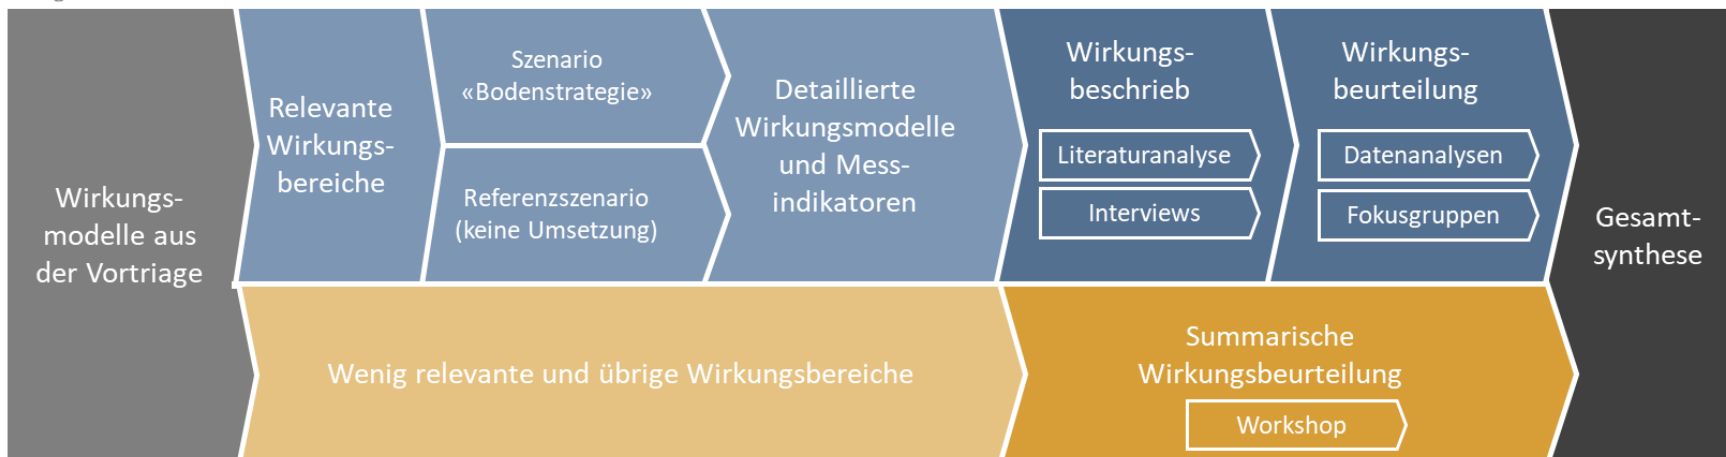 Wirkungs-
modelle aus
der Vortriage
Relevante
Wirkungs-
bereiche
Szenario
«Bodenstrategie»
Referenzszenario
(keine Umsetzung)
Detaillierte
Wirkungsmodelle
und Mess-
indikatoren
Wirkungs-
beschrieb
Literaturanalyse
Interviews
Wirkungs-
beurteilung
Datenanalysen
Fokusgruppen
Wenig relevante und übrige Wirkungsbereiche
Summarische
Wirkungsbeurteilung
Workshop
Gesamt-
synthese